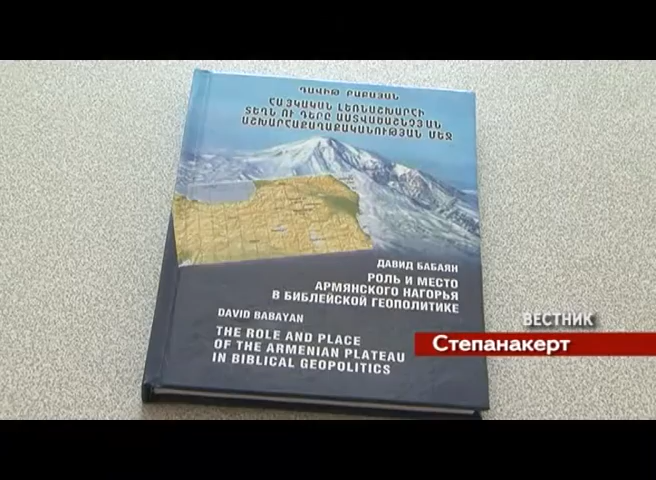 ԴԱՎԻԹ ԲԱԲԱՅԱՆ
ՀԱՅԿԱԿԱՆ ԼԵՌՆԱՇԽԱՐՀԻ
ՏԵՂՆ ՈՒ ԴԵՐԸ ԱՍՏՎԱԾԱՇՆՉՅԱՆ
ԱՇԽԱՐՀԱՔԱՂԱՔԱԿԱՆՈՒԹՅԱՆ ՄԵՋ
ДАВИД БАБАЯН
РОЛЬ И МЕСТО
АРМЯНСКОГО НАГОРЬЯ
В БИБЛЕЙСКОЙ ГЕОПОЛИТИКЕ
DAVID BABAYAN
THE ROLE AND PLACE
OF THE ARMENIAN PLATEAU
IN BIBLICAL GEOPOLITICS
ВЕСТНИК
Степанакерт